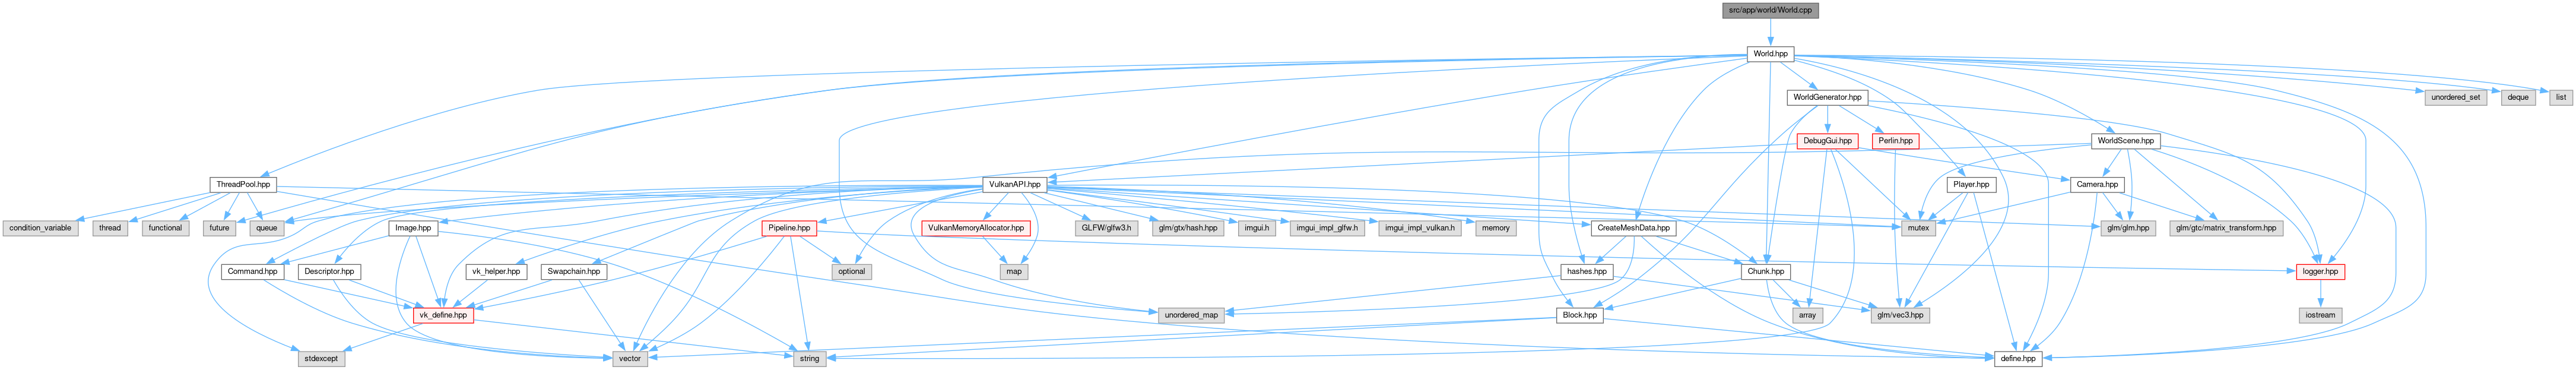 src/app/world/World.cpp
World.hpp
WorldGenerator.hpp
unordered_set
deque
list
DebugGui.hpp
Perlin.hpp
WorldScene.hpp
ThreadPool.hpp
VulkanAPI.hpp
Player.hpp
Camera.hpp
condition_variable
thread
functional
future
queue
Image.hpp
Pipeline.hpp
VulkanMemoryAllocator.hpp
GLFW/glfw3.h
glm/gtx/hash.hpp
imgui.h
imgui_impl_glfw.h
imgui_impl_vulkan.h
memory
CreateMeshData.hpp
mutex
glm/glm.hpp
glm/gtc/matrix_transform.hpp
Command.hpp
Descriptor.hpp
vk_helper.hpp
Swapchain.hpp
optional
map
hashes.hpp
Chunk.hpp
logger.hpp
vk_define.hpp
unordered_map
Block.hpp
array
glm/vec3.hpp
iostream
stdexcept
vector
string
define.hpp